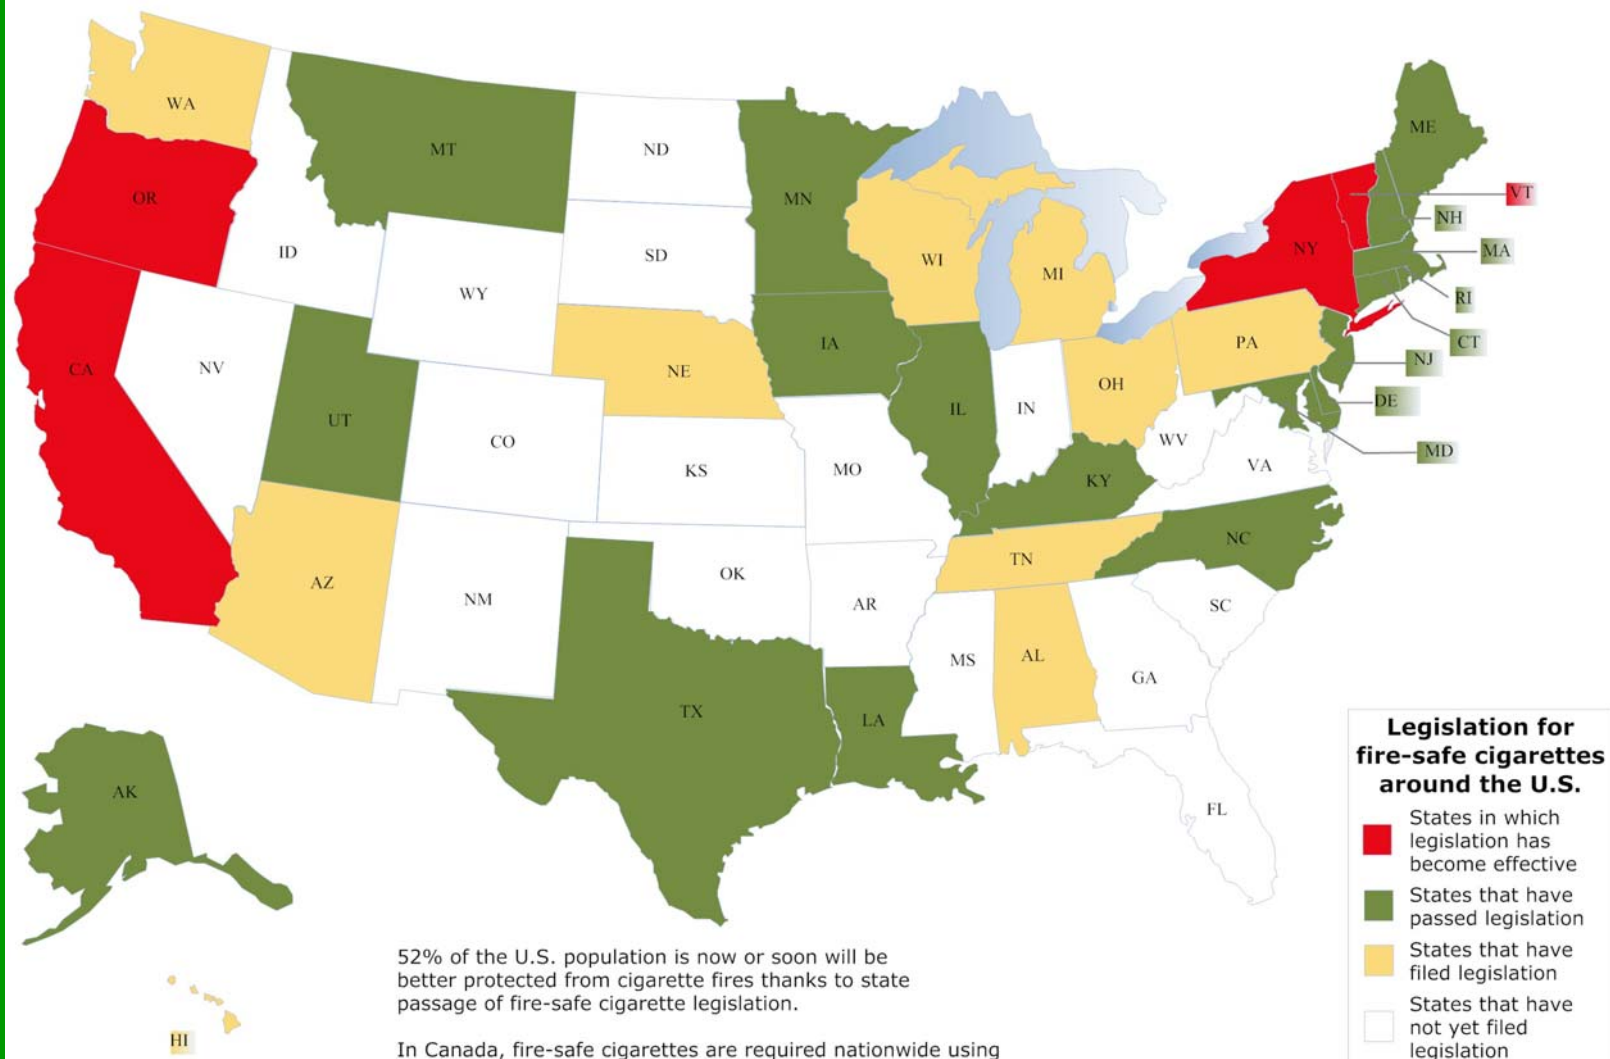 WA
MT
ND
ME
OR
MN
VT
NH
ID
SD
WI
MI
NY
MA
WY
RI
IA
CT
CA
NV
NE
PA
NJ
OH
UT
IL
IN
DE
CO
WV
MD
KS
MO
VA
KY
NC
TN
AZ
OK
NM
AR
SC
MS
AL
GA
TX
LA
AK
FL
HI
Legislation for
fire-safe cigarettes
around the U.S.
States in which
legislation has
become effective
States that have
passed legislation
States that have
filed legislation
States that have
not yet filed
legislation
52% of the U.S. population is now or soon will be
better protected from cigarette fires thanks to state
passage of fire-safe cigarette legislation.
In Canada, fire-safe cigarettes are required nationwide using